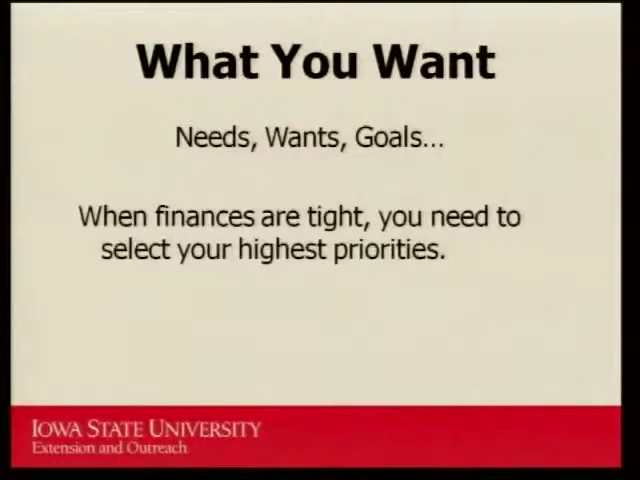 What You Want
Needs, Wants, Goals...
When finances are tight, you need to
select your highest priorities.
IOWA STATE UNIVERSITY
Extension and Outreach